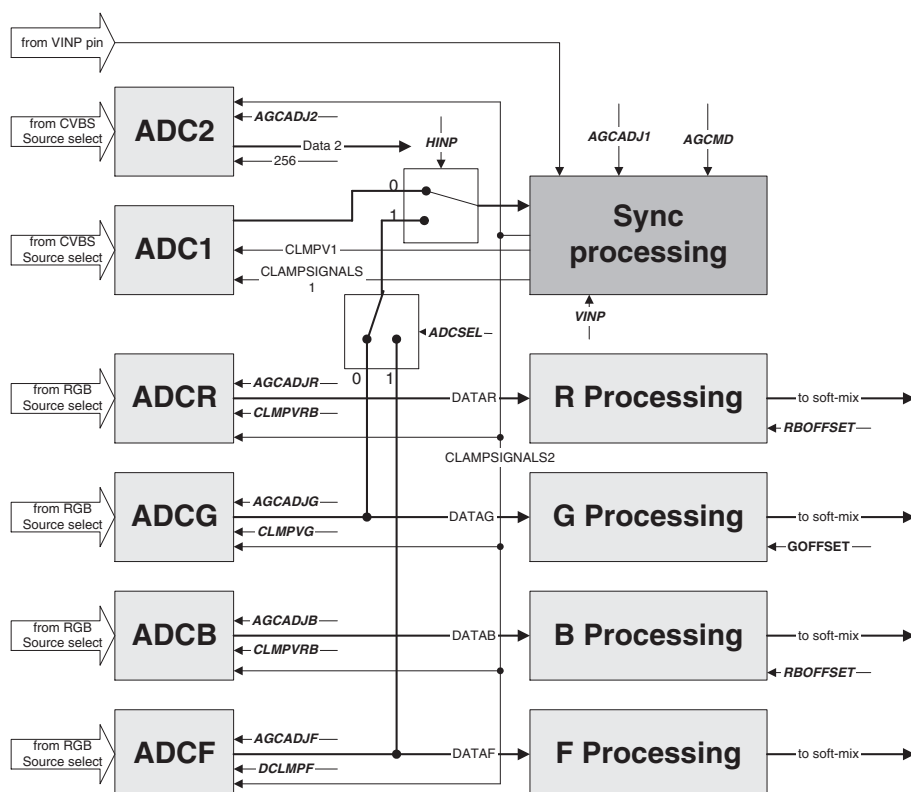 from VINP pin
from CVBS
Source select
ADC2
AGCADJ2
Data 2
256
HINP
AGCADJ1
AGCMD
0
1
Sync
processing
from CVBS
Source select
ADC1
CLMPV1
CLAMPSIGNALS
1
VINP
ADCSEL
0
1
from RGB
Source select
ADCR
AGCADJR
CLMPVRB
DATAR
R Processing
to soft-mix
RBOFFSET
CLAMPSIGNALS2
from RGB
Source select
ADCG
AGCADJG
CLMPVG
DATAG
G Processing
to soft-mix
GOFFSET
from RGB
Source select
ADCB
AGCADJB
CLMPVRB
DATAB
B Processing
to soft-mix
RBOFFSET
from RGB
Source select
ADCF
AGCADJF
DCLMPF
DATAF
F Processing
to soft-mix